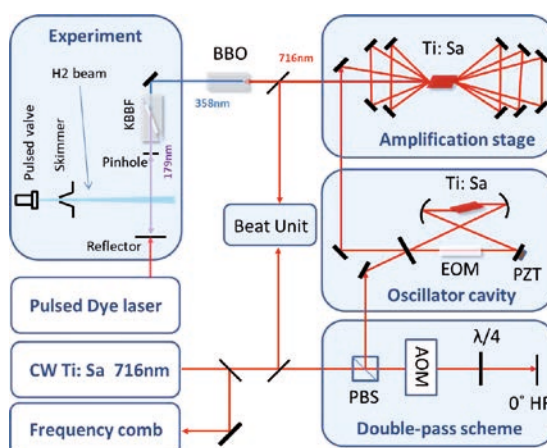 Experiment
H2 beam
Pulsed valve
Skimmer
KBBF
Pinhole
179nm
Reflector
BBO
358nm
716nm
Ti: Sa
Amplification stage
Beat Unit
Ti: Sa
EOM
PZT
Oscillator cavity
Pulsed Dye laser
CW Ti: Sa 716nm
Frequency comb
PBS
AOM
λ/4
0° HR
Double-pass scheme